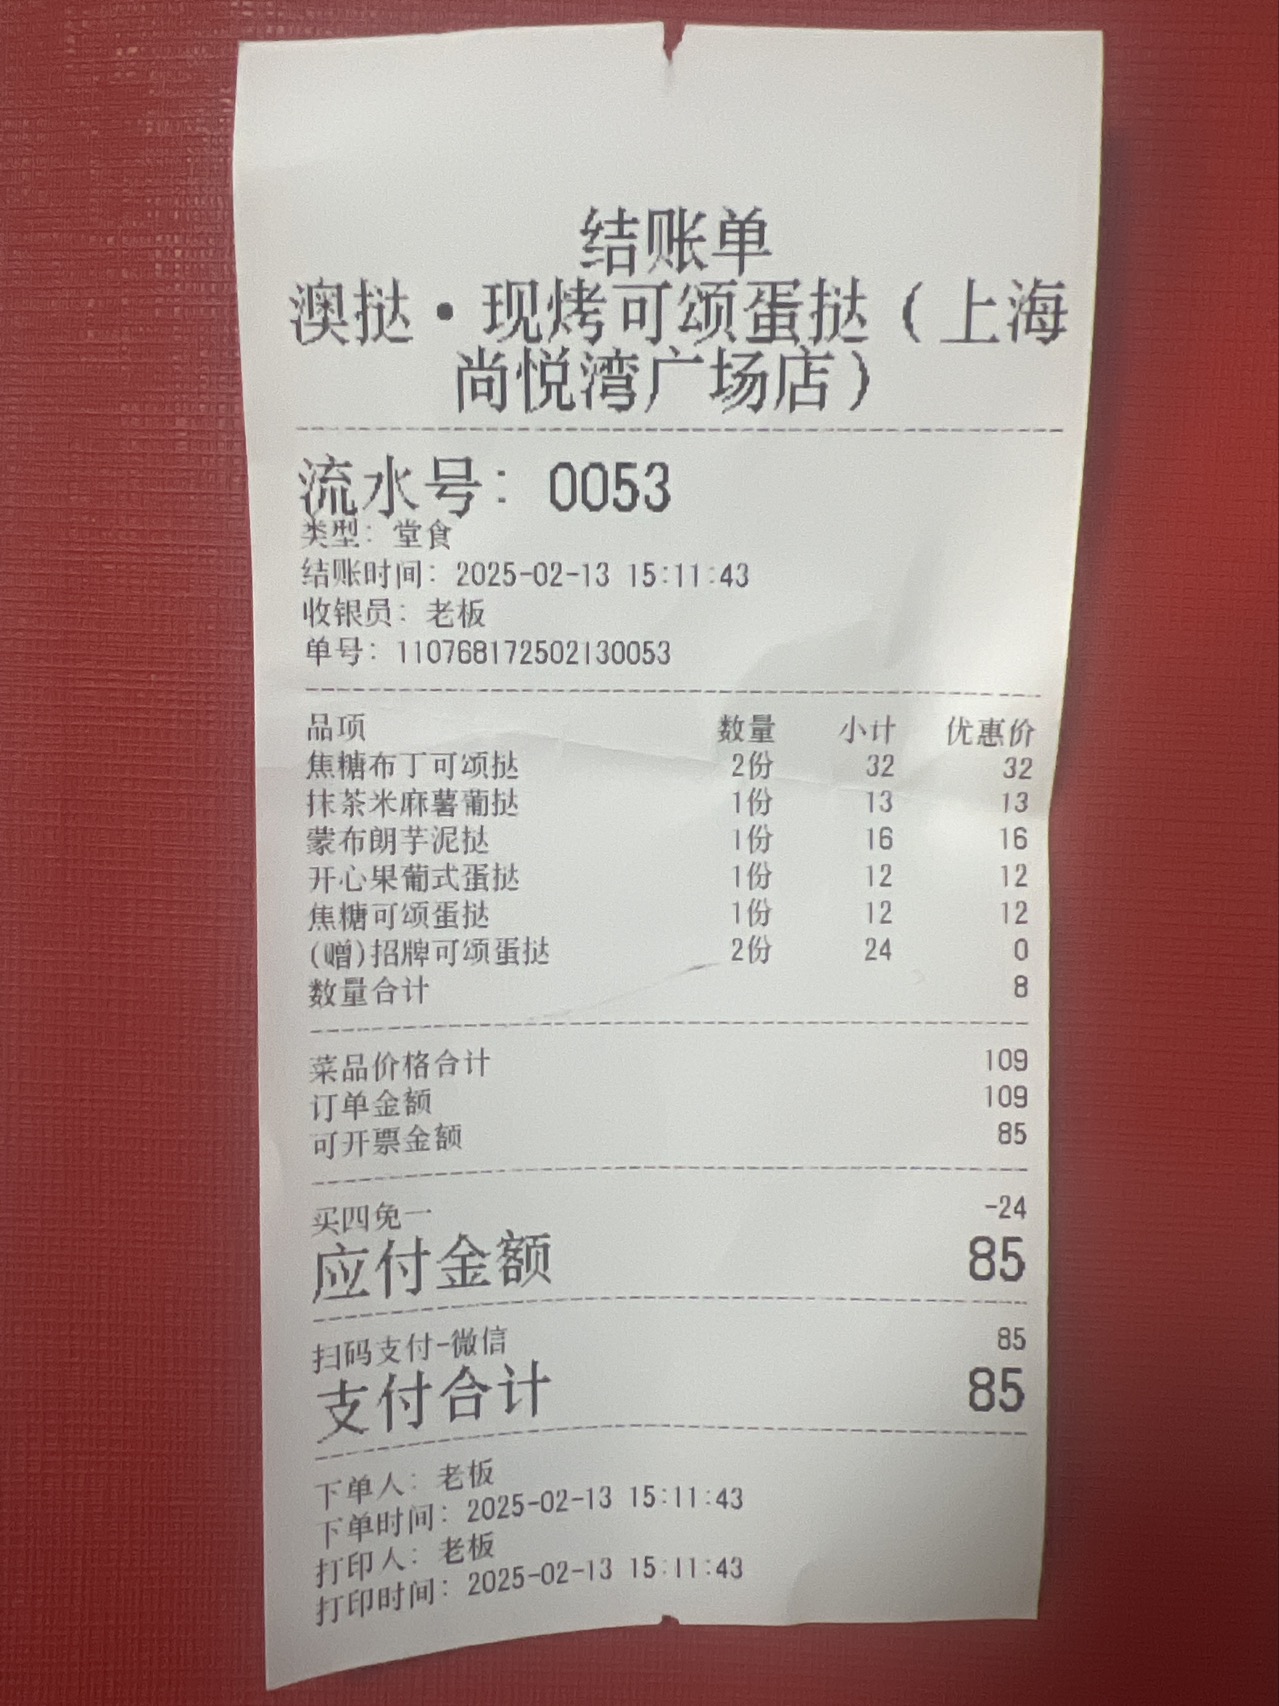 结账单
澳挞·现烤可颂蛋挞(上海
尚悦湾广场店)
流水号: 0053
类型: 堂食
结账时间: 2025-02-13 15:11:43
收银员: 老板
单号: 110768172502130053
品项 数量 小计 优惠价
焦糖布丁可颂挞 2份 32 32
抹茶米麻薯葡挞 1份 13 13
蒙布朗芋泥挞 1份 16 16
开心果葡式蛋挞 1份 12 12
焦糖可颂蛋挞 1份 12 12
(赠)招牌可颂蛋挞 2份 24 0
数量合计 8
菜品价格合计 109
订单金额 109
可开票金额 85
买四免一 -24
应付金额 85
扫码支付-微信 85
支付合计 85
下单人: 老板
下单时间: 2025-02-13 15:11:43
打印人: 老板
打印时间: 2025-02-13 15:11:43